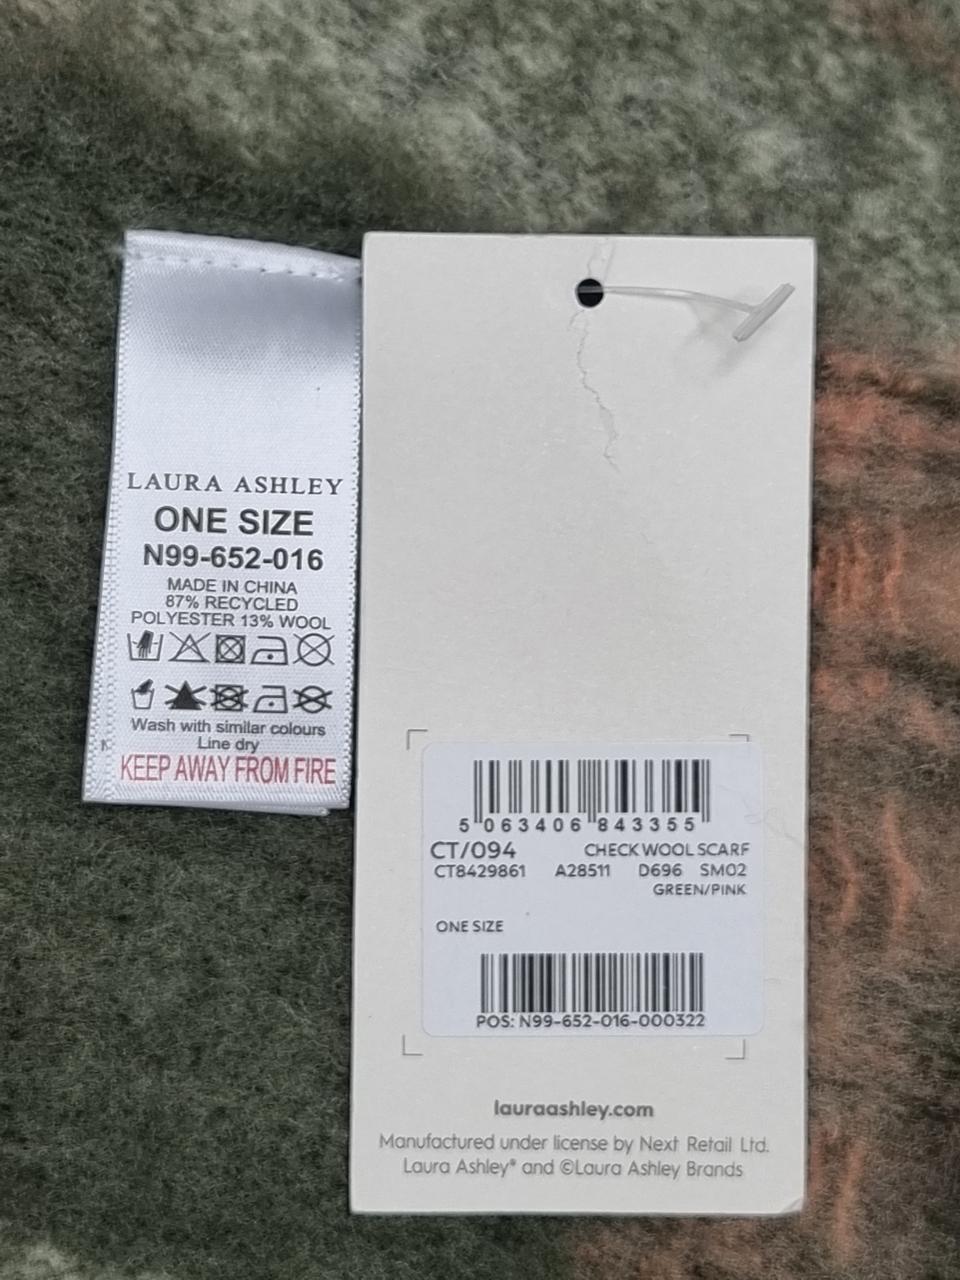 LAURA ASHLEY
ONE SIZE
N99-652-016
MADE IN CHINA
87% RECYCLED
POLYESTER 13% WOOL
Wash with similar colours
Line dry
KEEP AWAY FROM FIRE
5 063406 843355
CT/094 CHECK WOOL SCARF
CT8429861 A28511 D696 SM02
GREEN/PINK
ONE SIZE
POS: N99-652-016-000322
lauraashley.com
Manufactured under license by Next Retail Ltd.
Laura Ashley® and ©Laura Ashley Brands